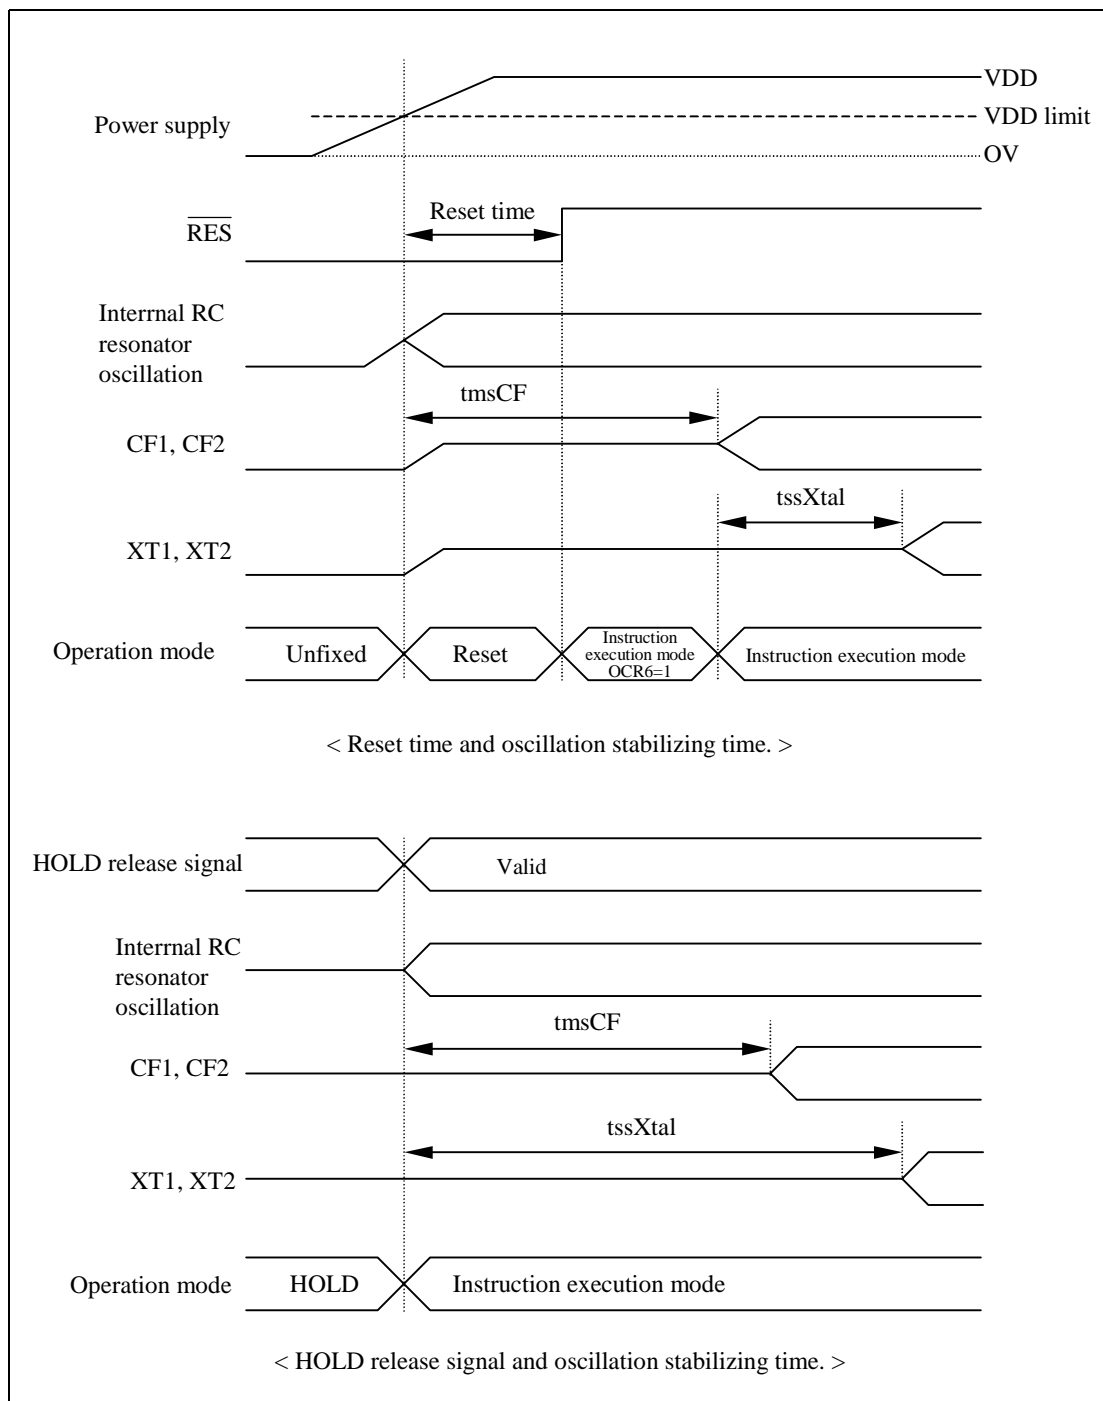 VDD
VDD limit
Power supply
OV
Reset time
RES
Interrnal RC
resonator
oscillation
tmsCF
CF1, CF2
tssXtal
XT1, XT2
Operation mode
Unfixed
Reset
Instruction
execution mode
OCR6=1
Instruction execution mode
< Reset time and oscillation stabilizing time. >
HOLD release signal
Valid
Interrnal RC
resonator
oscillation
tmsCF
CF1, CF2
tssXtal
XT1, XT2
Operation mode
HOLD
Instruction execution mode
< HOLD release signal and oscillation stabilizing time. >